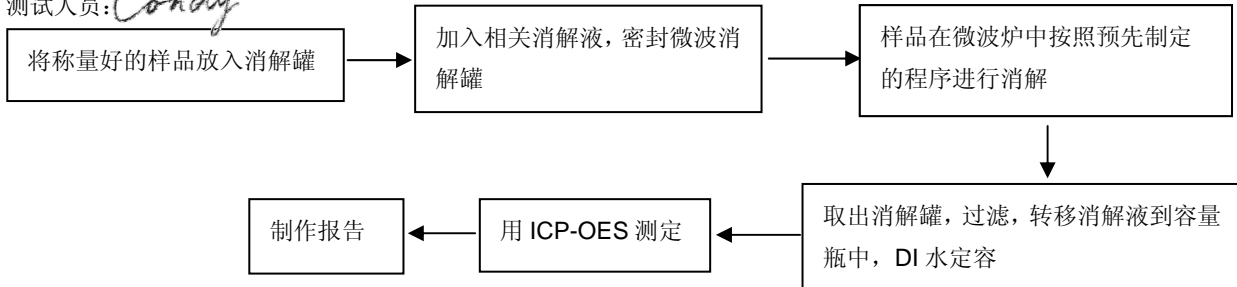 测试人员:Condy
将称量好的样品放入消解罐
加入相关消解液,密封微波消
解罐
样品在微波炉中按照预先制定
的程序进行消解
取出消解罐,过滤,转移消解液到容量
瓶中,DI 水定容
用 ICP-OES 测定
制作报告